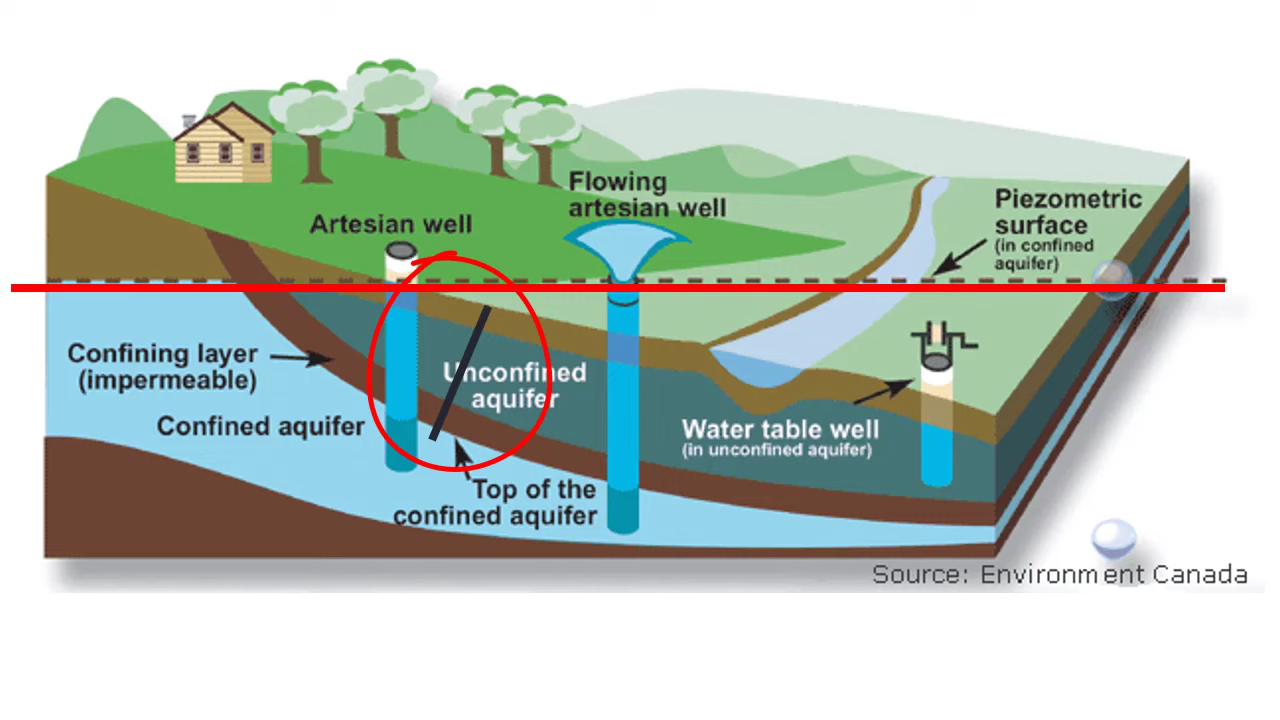 Flowing
artesian well
Artesian well
Piezometric
surface
(in confined
aquifer)
Confining layer
(impermeable)
Unconfined
aquifer
Confined aquifer
Water table well
(in unconfined aquifer)
Top of the
confined aquifer
Source: Environment Canada